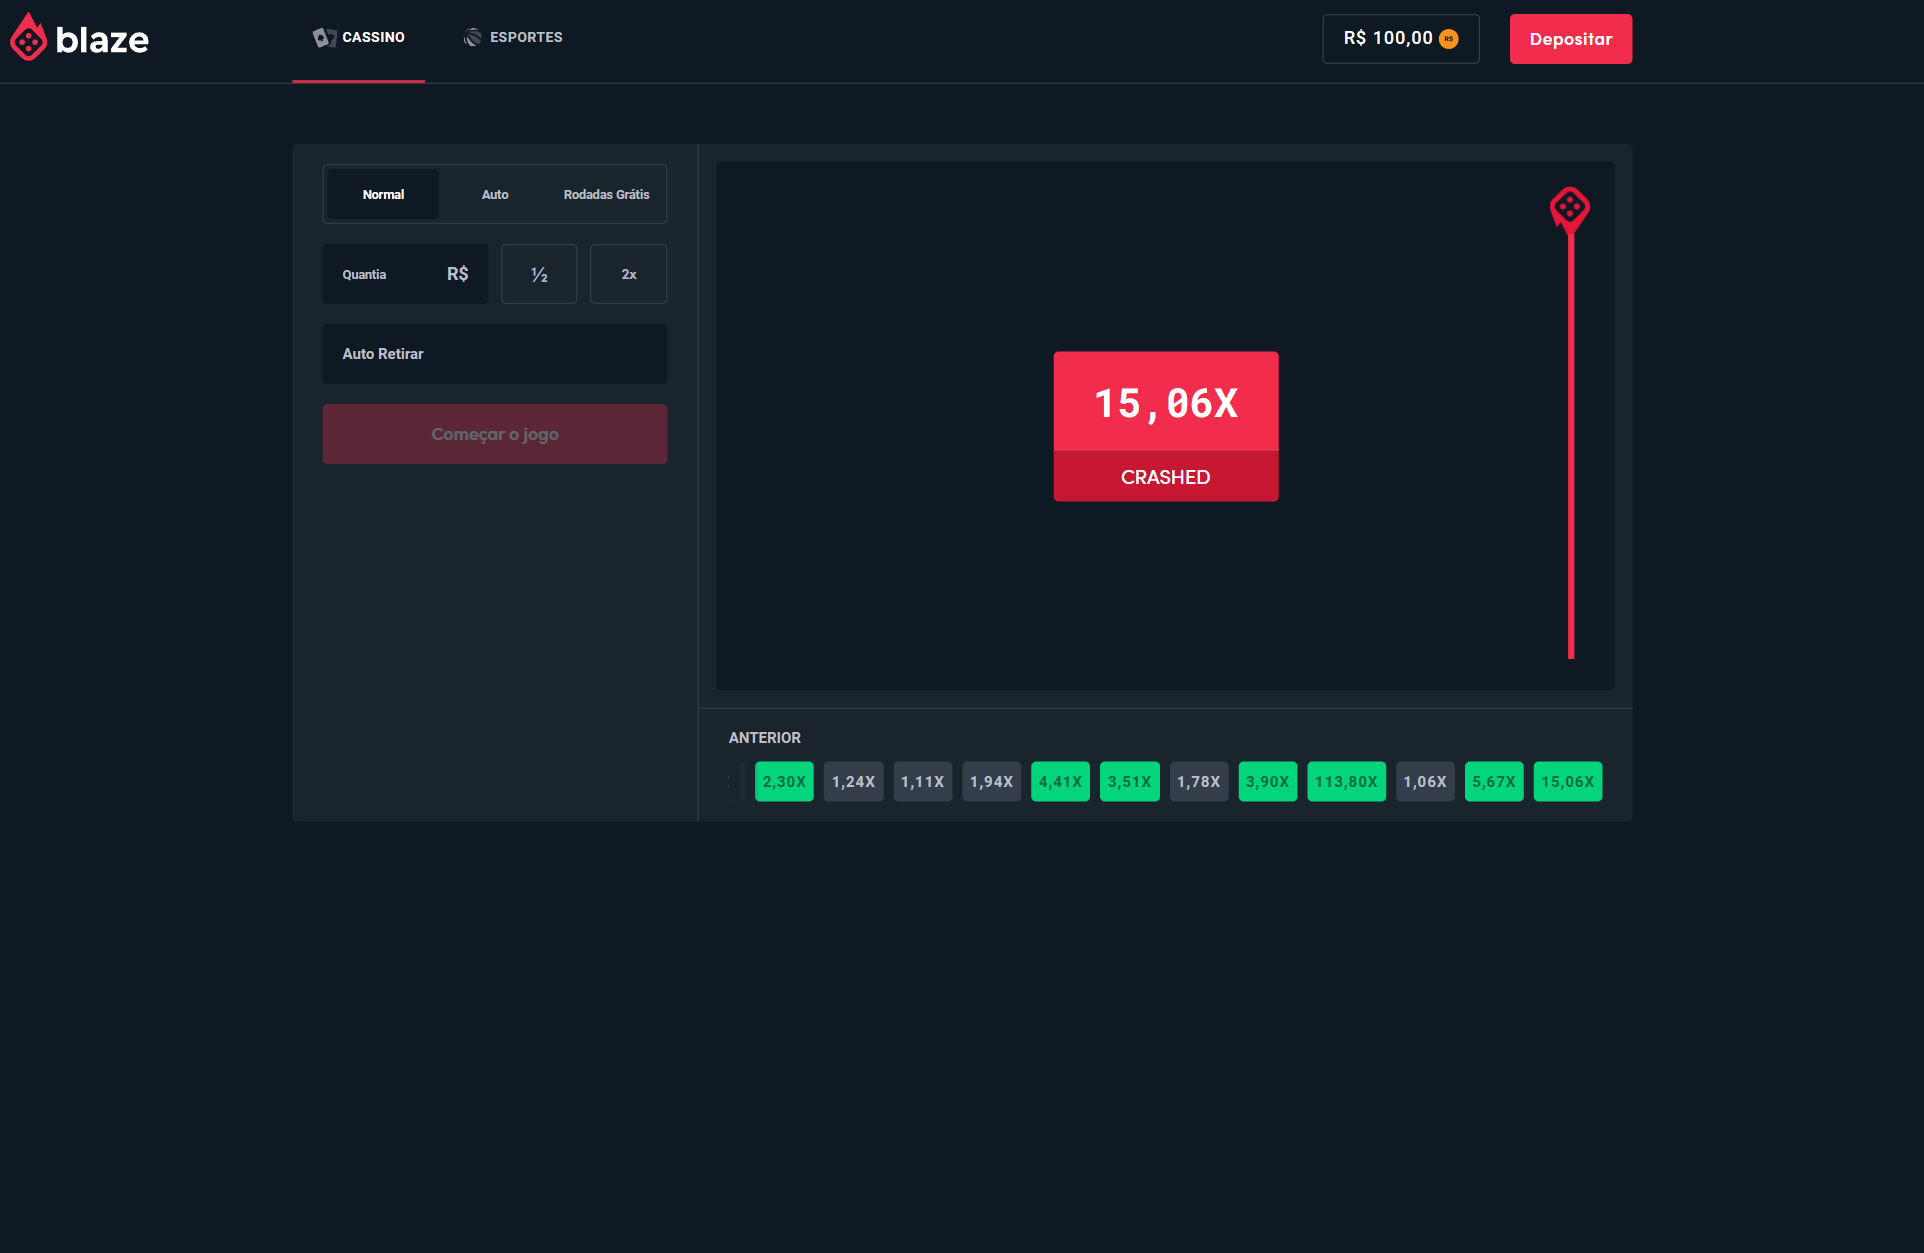 blaze
CASSINO
ESPORTES
R$ 100,00
R$
Depositar
Normal
Auto
Rodadas Grátis
Quantia
R$
½
2x
Auto Retirar
Começar o jogo
15,06X
CRASHED
ANTERIOR
2,30X
1,24X
1,11X
1,94X
4,41X
3,51X
1,78X
3,90X
113,80X
1,06X
5,67X
15,06X